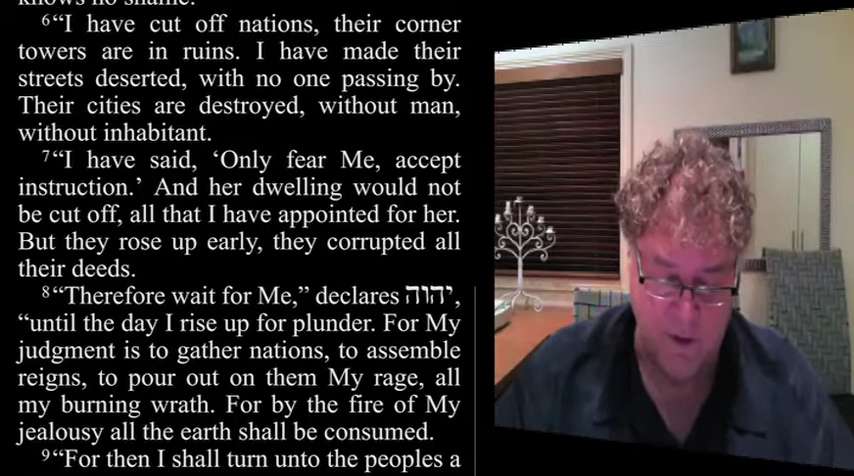 knows no shame.
⁶“I have cut off nations, their corner
towers are in ruins. I have made their
streets deserted, with no one passing by.
Their cities are destroyed, without man,
without inhabitant.
⁷“I have said, ‘Only fear Me, accept
instruction.’ And her dwelling would not
be cut off, all that I have appointed for her.
But they rose up early, they corrupted all
their deeds.
⁸“Therefore wait for Me,” declares יהוה,
“until the day I rise up for plunder. For My
judgment is to gather nations, to assemble
reigns, to pour out on them My rage, all
my burning wrath. For by the fire of My
jealousy all the earth shall be consumed.
⁹“For then I shall turn unto the peoples a